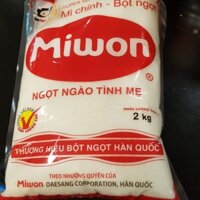 Mì chính - Bột ngọt
Miwon
®
NGỌT NGÀO TÌNH MẸ
2 kg
THƯƠNG HIỆU BỘT NGỌT HÀN QUỐC
THEO NHƯỢNG QUYỀN CỦA
Miwon DAESANG CORPORATION, HÀN QUỐC